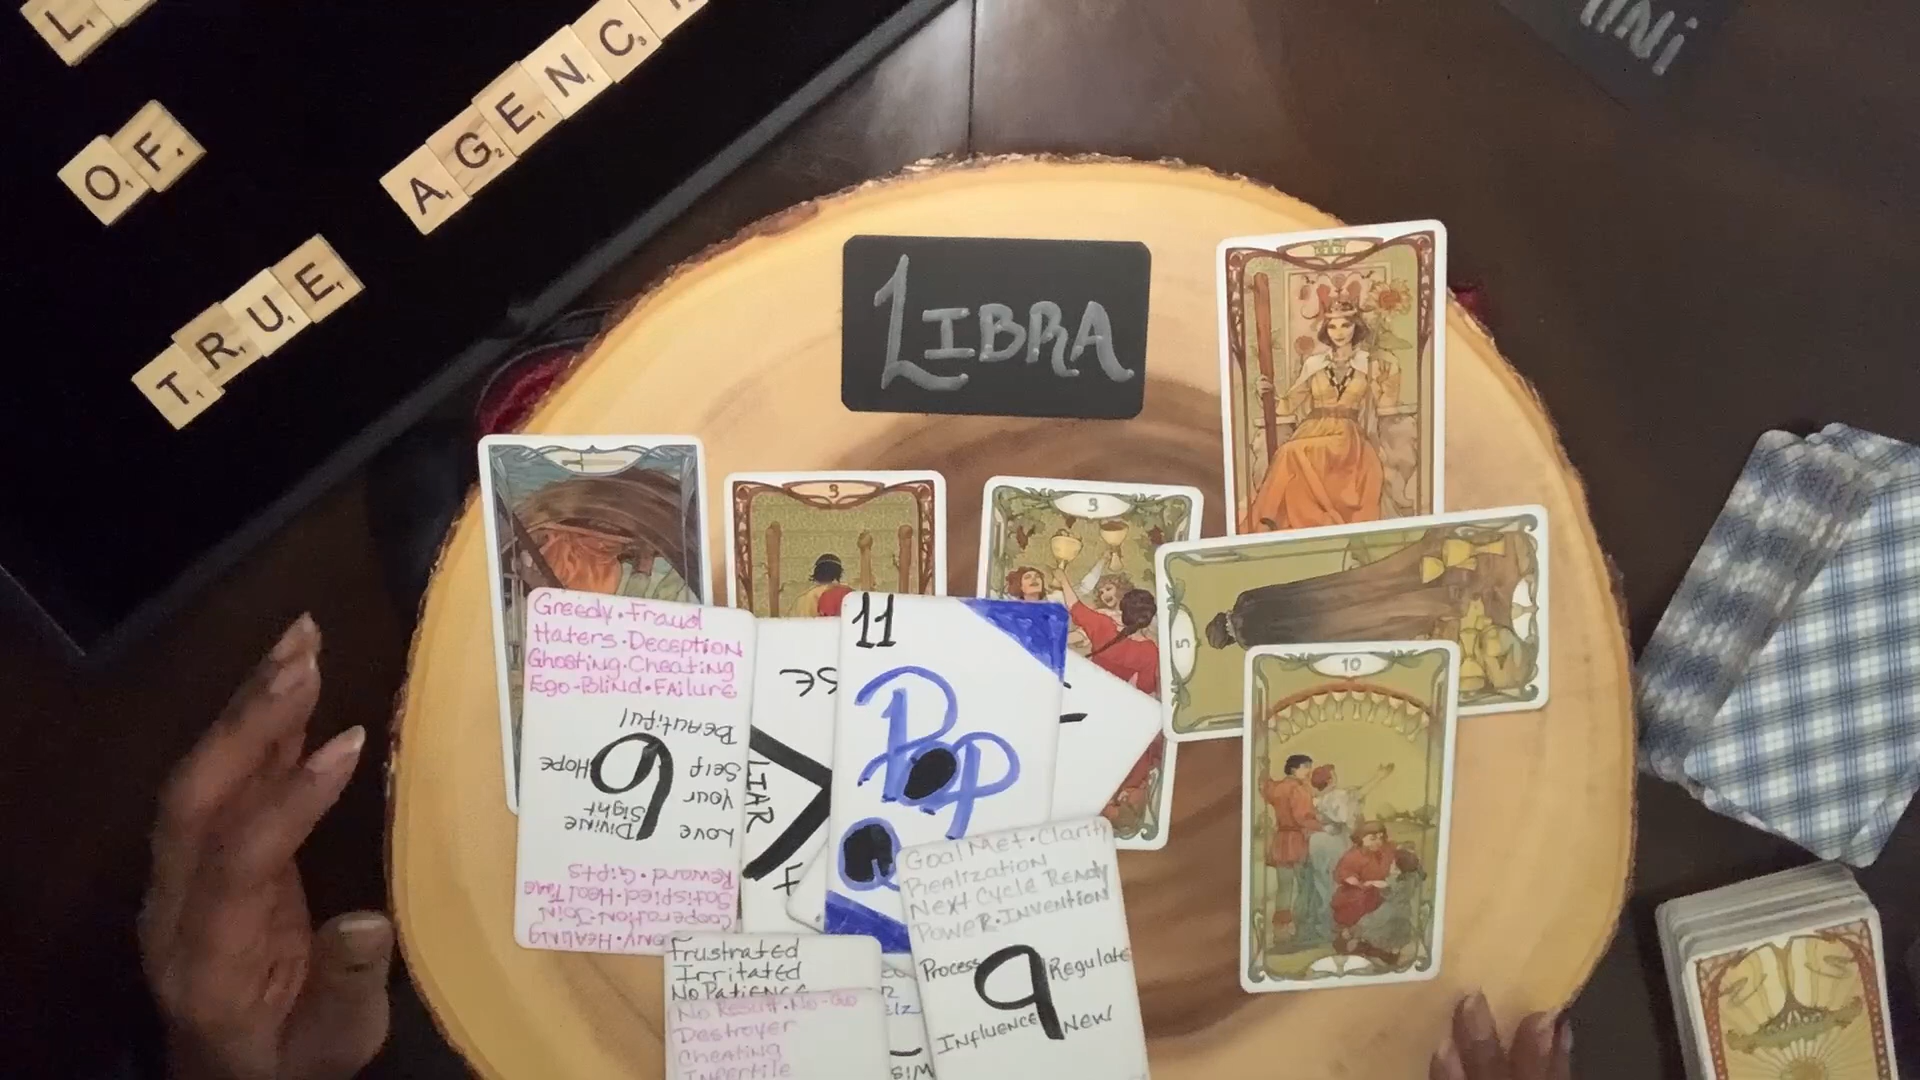 OF
TRUE
AGENC
LIBRA
3
3
5
10
Greedy·Fraud
Haters·Deception
Ghosting·Cheating
Ego-Blind·Failure
Beautiful
Self
Your
Love
Hope
Divine
Sight
6
Reward·Gifts
Satisfied·Heal Time
Cooperation·Join
Healing
LIAR
11
PoP
Goal Met·Clarity
Realization
Next Cycle Ready
Power·Invention
Process
9
Regulate
Influence
New
Frustrated
Irritated
No Patience
No Result·No-Go
Destroyer
Cheating
Infertile